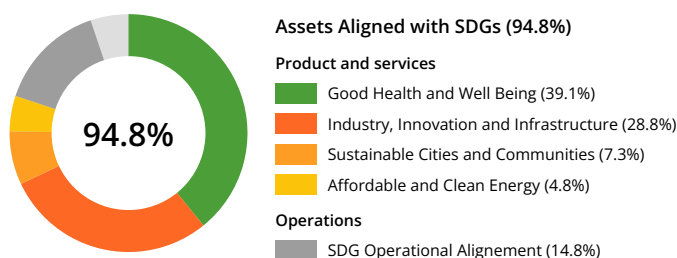 94.8%
Assets Aligned with SDGs (94.8%)
Product and services
Good Health and Well Being (39.1%)
Industry, Innovation and Infrastructure (28.8%)
Sustainable Cities and Communities (7.3%)
Affordable and Clean Energy (4.8%)
Operations
SDG Operational Alignement (14.8%)